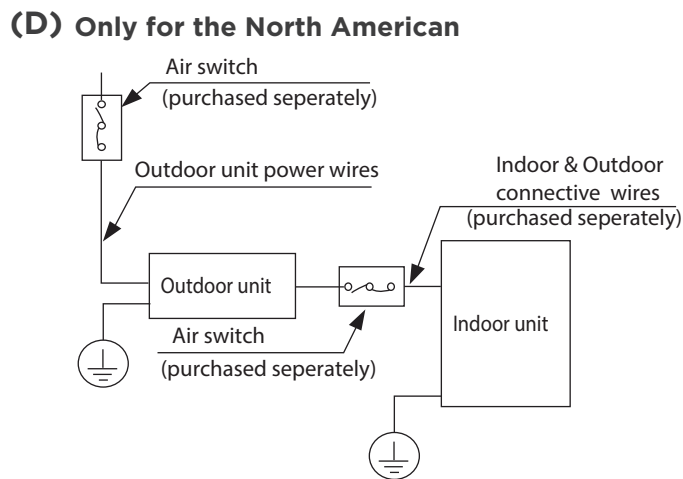 (D) Only for the North American
Air switch
(purchased seperately)
Outdoor unit power wires
Indoor & Outdoor
connective wires
(purchased seperately)
Outdoor unit
Indoor unit
Air switch
(purchased seperately)